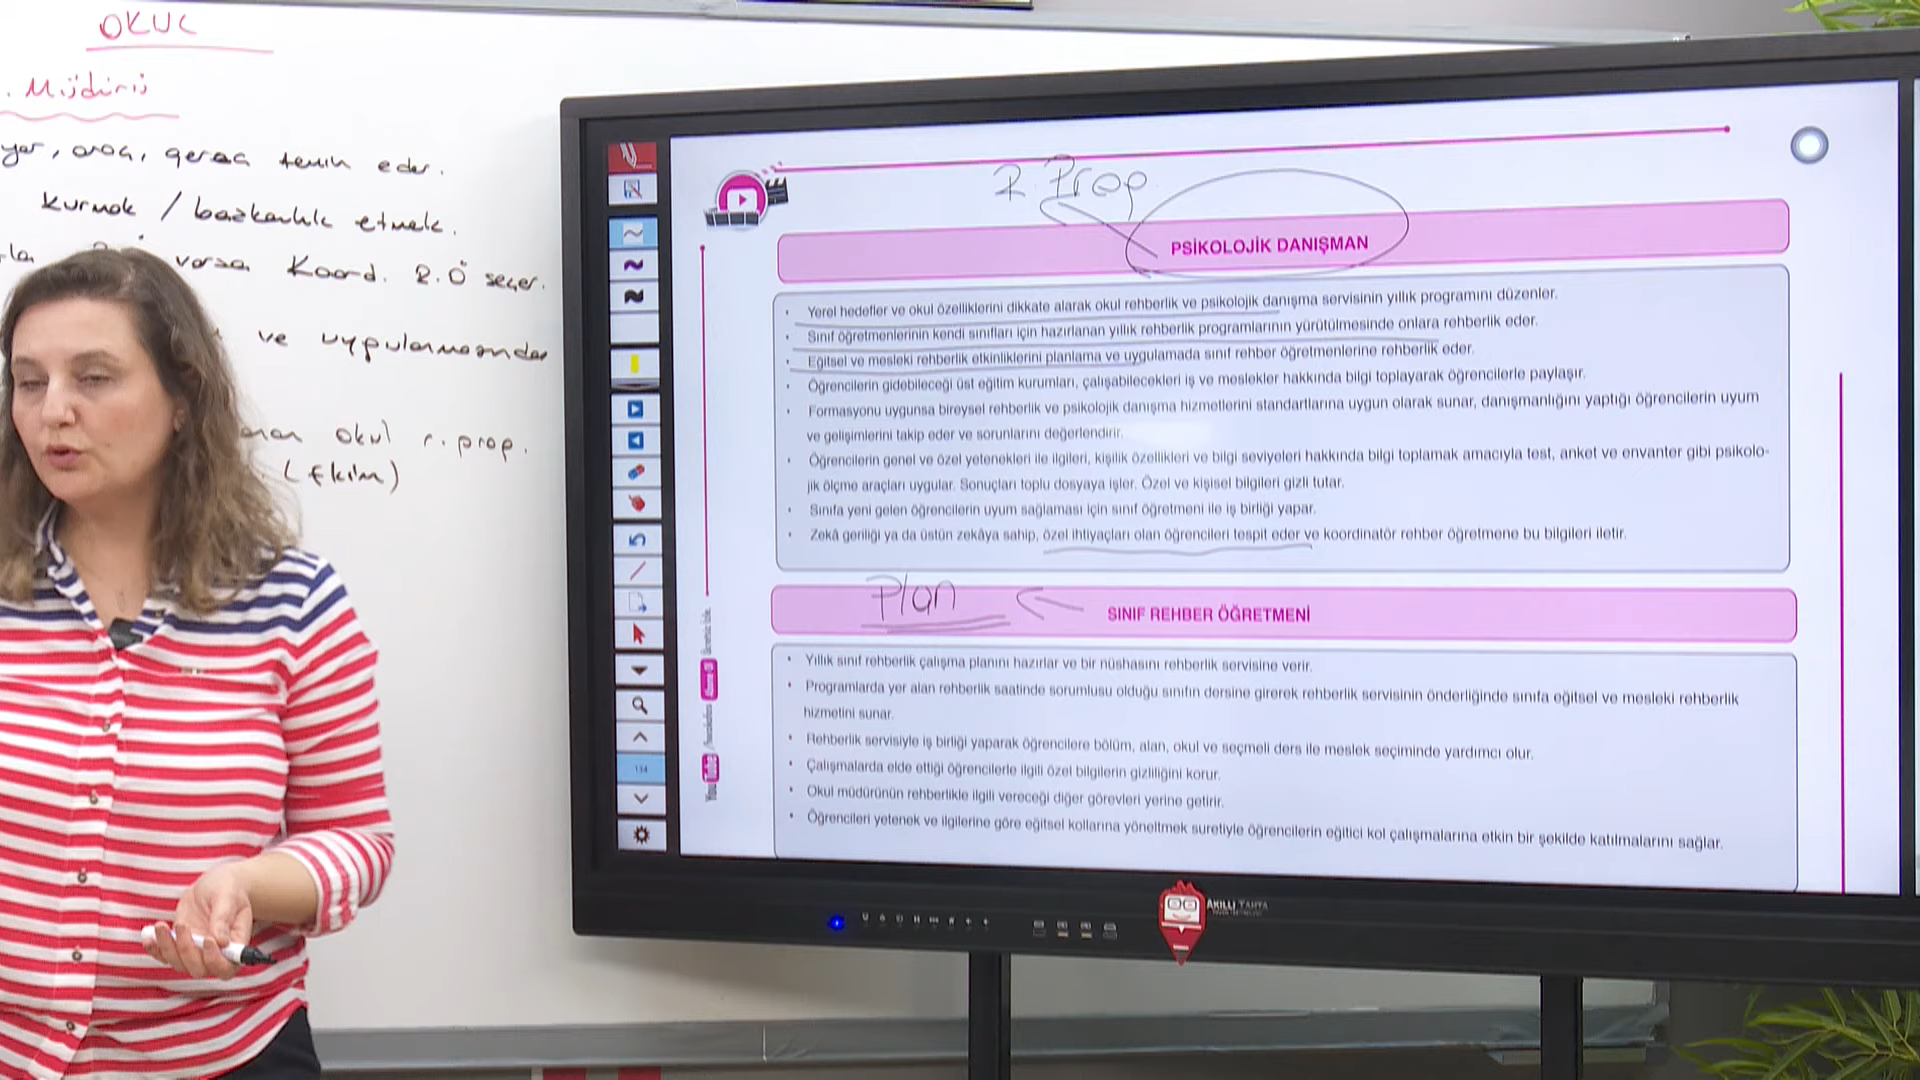 OKUL
. Müdürü
yer, araç, gereç temin eder.
kurmak / başkanlık etmek.
varsa Koord. R.Ö seçer.
ve uygulamasından
okul r. prog.
(Ekim)
R. Prog
PSİKOLOJİK DANIŞMAN
• Yerel hedefler ve okul özelliklerini dikkate alarak okul rehberlik ve psikolojik danışma servisinin yıllık programını düzenler.
• Sınıf öğretmenlerinin kendi sınıfları için hazırlanan yıllık rehberlik programlarının yürütülmesinde onlara rehberlik eder.
• Eğitsel ve mesleki rehberlik etkinliklerini planlama ve uygulamada sınıf rehber öğretmenlerine rehberlik eder.
• Öğrencilerin gidebileceği üst eğitim kurumları, çalışabilecekleri iş ve meslekler hakkında bilgi toplayarak öğrencilerle paylaşır.
• Formasyonu uygunsa bireysel rehberlik ve psikolojik danışma hizmetlerini standartlarına uygun olarak sunar, danışmanlığını yaptığı öğrencilerin uyum
ve gelişimlerini takip eder ve sorunlarını değerlendirir.
• Öğrencilerin genel ve özel yetenekleri ile ilgileri, kişilik özellikleri ve bilgi seviyeleri hakkında bilgi toplamak amacıyla test, anket ve envanter gibi psikolo-
jik ölçme araçları uygular. Sonuçları toplu dosyaya işler. Özel ve kişisel bilgileri gizli tutar.
• Sınıfa yeni gelen öğrencilerin uyum sağlaması için sınıf öğretmeni ile iş birliği yapar.
• Zekâ geriliği ya da üstün zekâya sahip, özel ihtiyaçları olan öğrencileri tespit eder ve koordinatör rehber öğretmene bu bilgileri iletir.
Plan
SINIF REHBER ÖĞRETMENİ
• Yıllık sınıf rehberlik çalışma planını hazırlar ve bir nüshasını rehberlik servisine verir.
• Programlarda yer alan rehberlik saatinde sorumlusu olduğu sınıfın dersine girerek rehberlik servisinin önderliğinde sınıfa eğitsel ve mesleki rehberlik
hizmetini sunar.
• Rehberlik servisiyle iş birliği yaparak öğrencilere bölüm, alan, okul ve seçmeli ders ile meslek seçiminde yardımcı olur.
• Çalışmalarda elde ettiği öğrencilerle ilgili özel bilgilerin gizliliğini korur.
• Okul müdürünün rehberlikle ilgili vereceği diğer görevleri yerine getirir.
• Öğrencileri yetenek ve ilgilerine göre eğitsel kollarına yöneltmek suretiyle öğrencilerin eğitici kol çalışmalarına etkin bir şekilde katılmalarını sağlar.
YouTube
134
AKILLI TAHTA